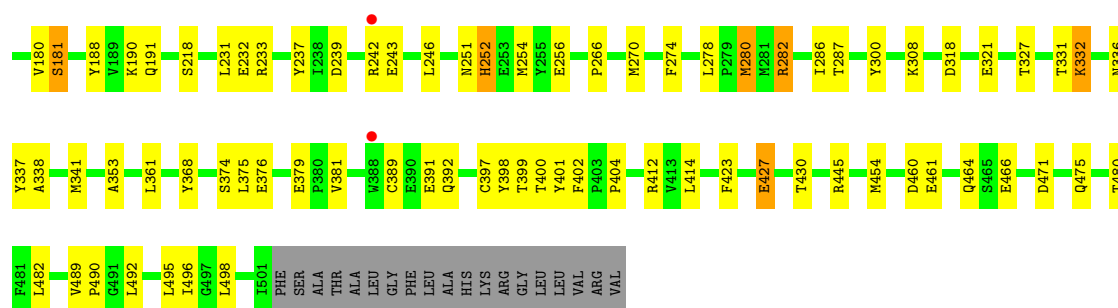 V180 S181 Y188 V189 K190 Q191 S218 L231 E232 R233 Y237 I238 D239 R242 E243 L246 N251 H252 E253 M254 Y255 E256 P266 M270 F274 L278 P279 M280 M281 R282 I286 T287 Y300 K308 D318 E321 T327 T331 K332 N336
Y337 A338 M341 A353 L361 Y368 S374 L375 E376 E379 P380 V381 W388 C389 E390 E391 Q392 C397 Y398 T399 T400 Y401 F402 P403 P404 R412 V413 L414 F423 E427 T430 R445 M454 D460 E461 Q464 S465 E466 D471 Q475 T480
F481 L482 V489 P490 G491 L492 L495 I496 G497 L498 I501 PHE SER ALA THR ALA LEU GLY PHE LEU ALA HIS LYS ARG GLY LEU LEU VAL ARG VAL